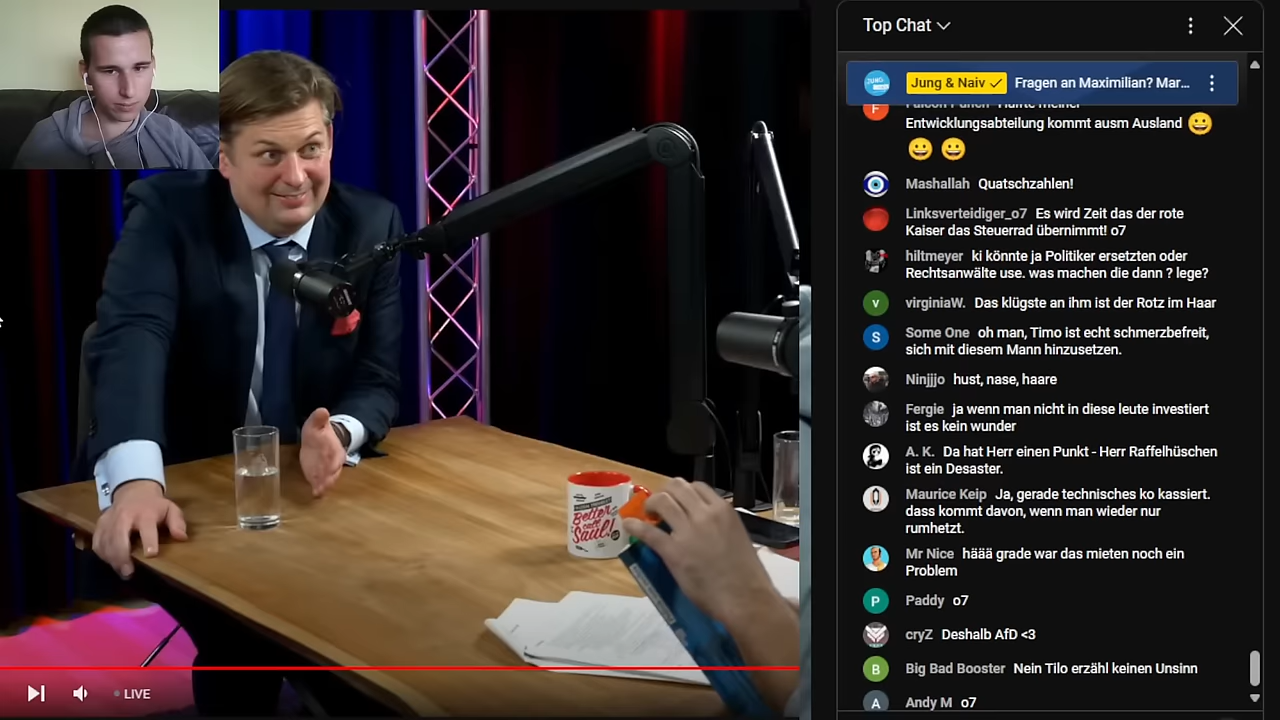 Top Chat
Jung & Naiv Fragen an Maximilian? Mar...
Falcon Punch Hälfte meiner
Entwicklungsabteilung kommt ausm Ausland 😀
😀 😀
Mashallah Quatschzahlen!
Linksverteidiger_o7 Es wird Zeit das der rote
Kaiser das Steuerrad übernimmt! o7
hiltmeyer ki könnte ja Politiker ersetzten oder
Rechtsanwälte use. was machen die dann ? lege?
V
virginiaW. Das klügste an ihm ist der Rotz im Haar
S
Some One oh man, Timo ist echt schmerzbefreit,
sich mit diesem Mann hinzusetzen.
Ninjjjo hust, nase, haare
Fergie ja wenn man nicht in diese leute investiert
ist es kein wunder
A. K. Da hat Herr einen Punkt - Herr Raffelhüschen
ist ein Desaster.
Maurice Keip Ja, gerade technisches ko kassiert.
dass kommt davon, wenn man wieder nur
rumhetzt.
Mr Nice häää grade war das mieten noch ein
Problem
P
Paddy o7
cryZ Deshalb AfD <3
B
Big Bad Booster Nein Tilo erzähl keinen Unsinn
A
Andy M o7
Better
call
Saul!
LIVE